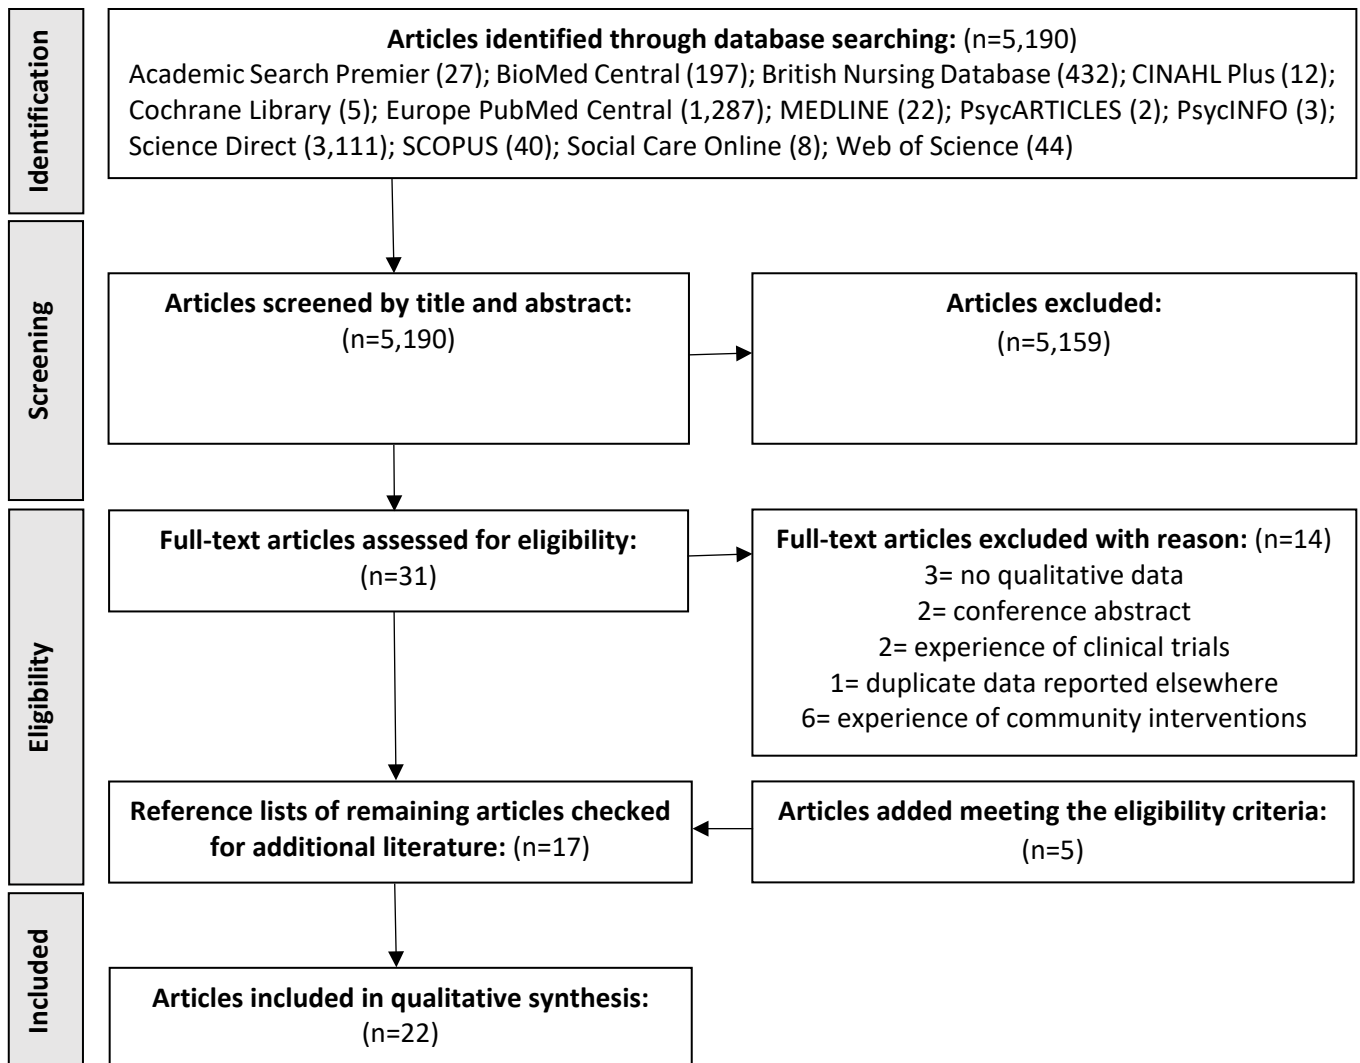 Identification
Articles identified through database searching: (n=5,190)
Academic Search Premier (27); BioMed Central (197); British Nursing Database (432); CINAHL Plus (12);
Cochrane Library (5); Europe PubMed Central (1,287); MEDLINE (22); PsycARTICLES (2); PsycINFO (3);
Science Direct (3,111); SCOPUS (40); Social Care Online (8); Web of Science (44)
Screening
Articles screened by title and abstract:
(n=5,190)
Articles excluded:
(n=5,159)
Eligibility
Full-text articles assessed for eligibility:
(n=31)
Full-text articles excluded with reason: (n=14)
3= no qualitative data
2= conference abstract
2= experience of clinical trials
1= duplicate data reported elsewhere
6= experience of community interventions
Reference lists of remaining articles checked
for additional literature: (n=17)
Articles added meeting the eligibility criteria:
(n=5)
Included
Articles included in qualitative synthesis:
(n=22)